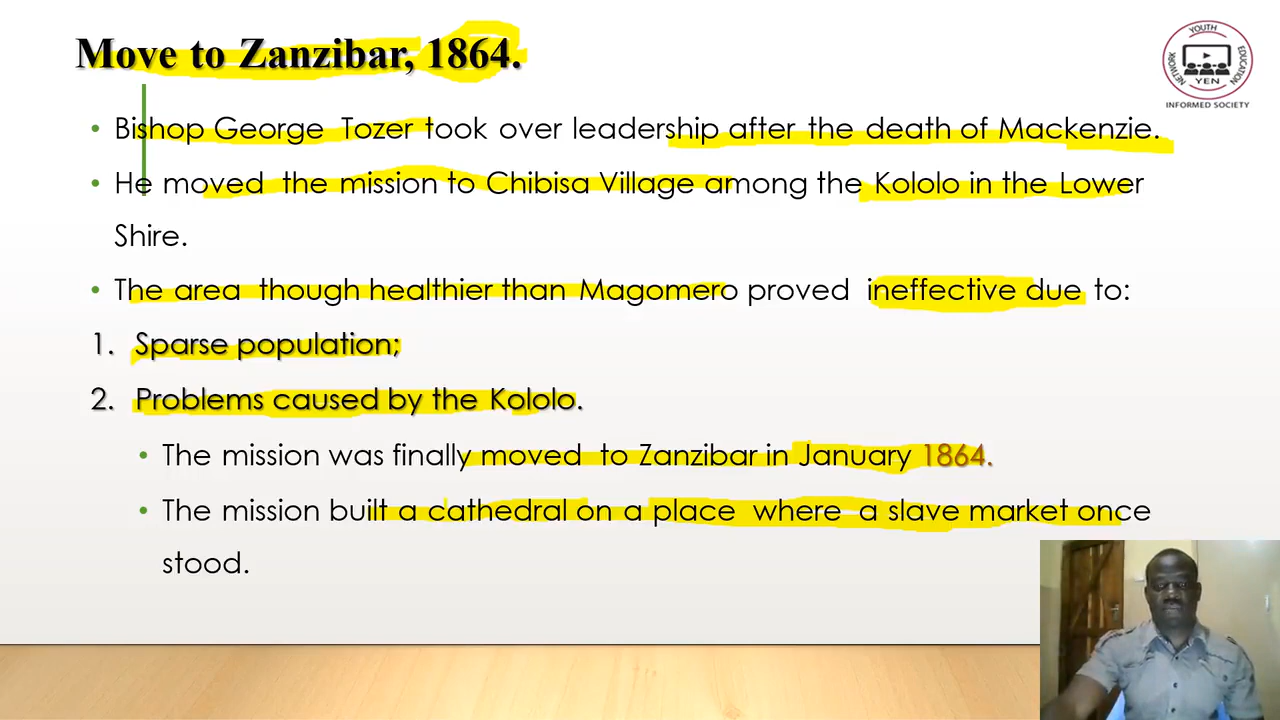 Move to Zanzibar, 1864.
YOUTH
EDUCATION
NETWORK
YEN
INFORMED SOCIETY
• Bishop George Tozer took over leadership after the death of Mackenzie.
• He moved the mission to Chibisa Village among the Kololo in the Lower
Shire.
• The area though healthier than Magomero proved ineffective due to:
1. Sparse population;
2. Problems caused by the Kololo.
• The mission was finally moved to Zanzibar in January 1864.
• The mission built a cathedral on a place where a slave market once
stood.